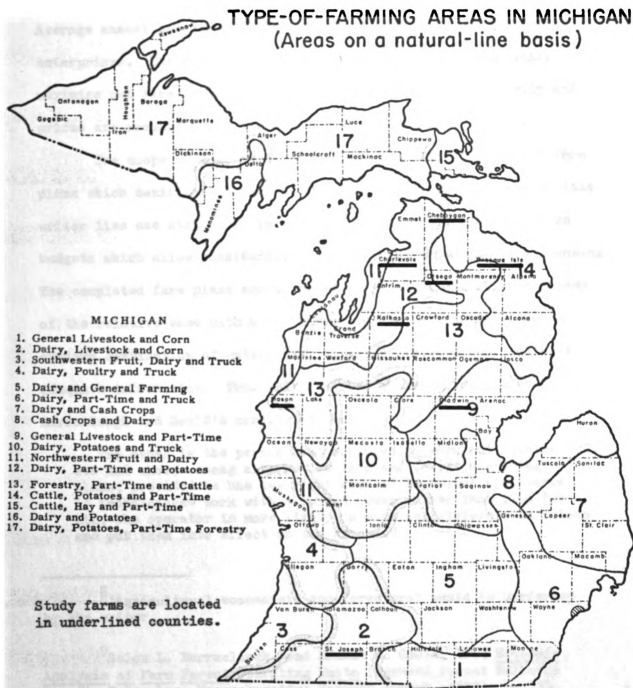 TYPE-OF-FARMING AREAS IN MICHIGAN
(Areas on a natural-line basis)
Keweenaw
Ontonagon
Houghton
Baraga
Gogebic
Iron
17
Marquette
Dickinson
16
Menominee
Delta
Alger
Luce
17
Schoolcraft
Mackinac
Chippewa
15
Emmet
Cheboygan
Charlevoix
Presque Isle
14
11
Antrim
Otsego
Montmorency
Alpena
12
Grand Traverse
Kalkaska
Crawford
Oscoda
Alcona
13
Benzie
Manistee
Wexford
Missaukee
Roscommon
Ogemaw
Iosco
11
13
Mason
Lake
Osceola
Clare
Gladwin
Arenac
9
Bay
Huron
Oceana
Newaygo
Mecosta
Isabella
Midland
10
8
Tuscola
Sanilac
Muskegon
11
Montcalm
Gratiot
Saginaw
7
Genesee
Lapeer
St. Clair
Ottawa
Kent
Ionia
Clinton
Shiawassee
4
Oakland
Macomb
Allegan
Barry
Eaton
Ingham
Livingston
5
6
Van Buren
Kalamazoo
Calhoun
Jackson
Washtenaw
Wayne
3
2
Berrien
Cass
St. Joseph
Branch
Hillsdale
Lenawee
Monroe
1
MICHIGAN
1. General Livestock and Corn
2. Dairy, Livestock and Corn
3. Southwestern Fruit, Dairy and Truck
4. Dairy, Poultry and Truck
5. Dairy and General Farming
6. Dairy, Part-Time and Truck
7. Dairy and Cash Crops
8. Cash Crops and Dairy
9. General Livestock and Part-Time
10. Dairy, Potatoes and Truck
11. Northwestern Fruit and Dairy
12. Dairy, Part-Time and Potatoes
13. Forestry, Part-Time and Cattle
14. Cattle, Potatoes and Part-Time
15. Cattle, Hay and Part-Time
16. Dairy and Potatoes
17. Dairy, Potatoes, Part-Time Forestry
Study farms are located
in underlined counties.